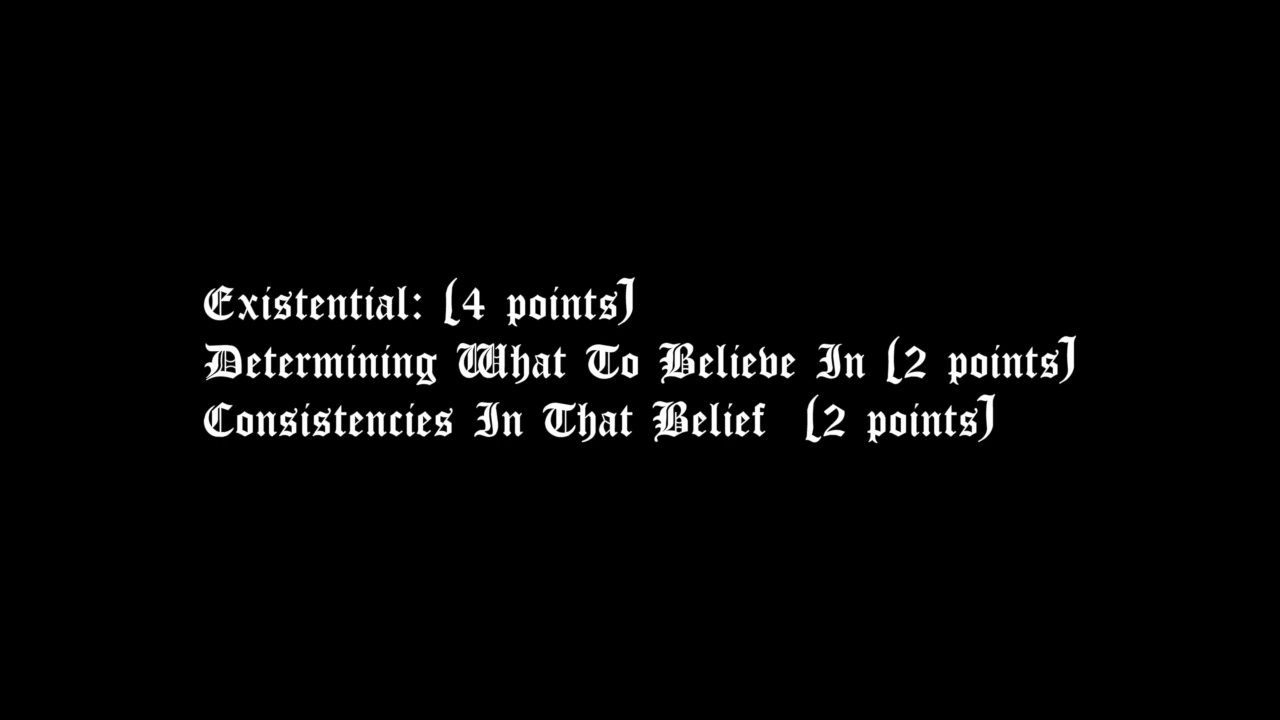 Existential: (4 points)
Determining What To Believe In (2 points)
Consistencies In That Belief  (2 points)